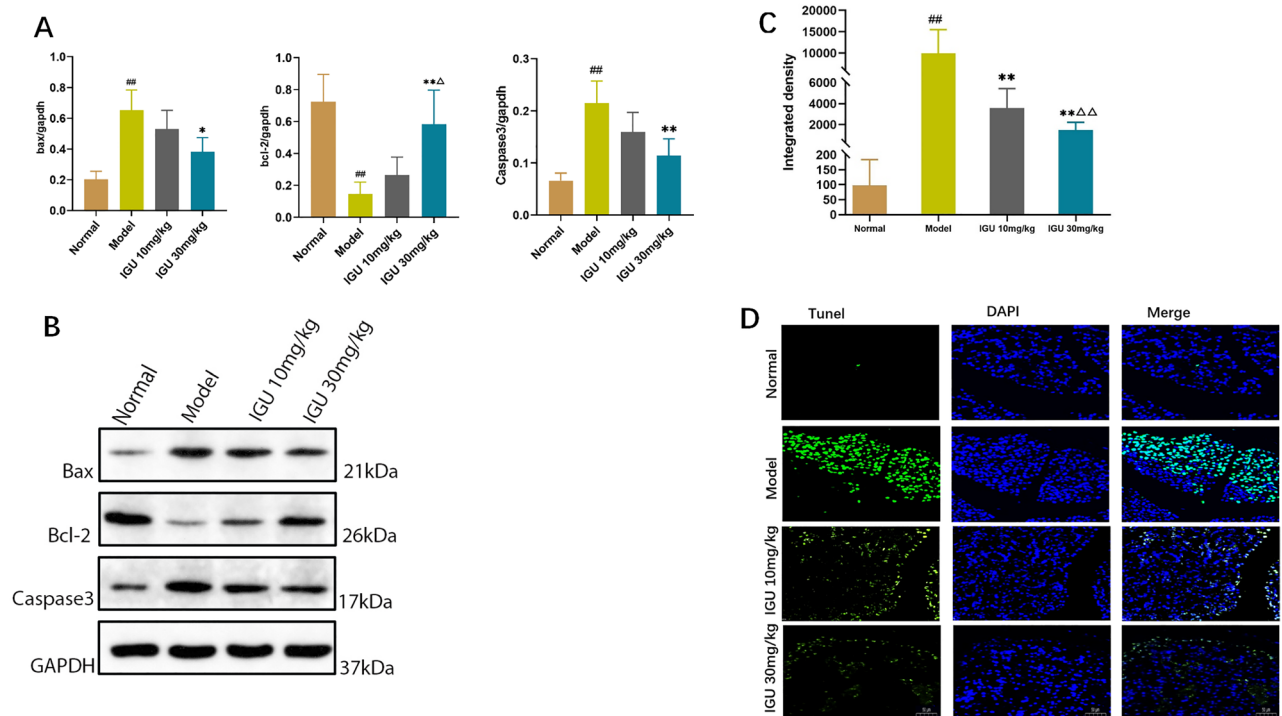 A
bax/gapdh
1.0
0.8
0.6
0.4
0.2
0.0
##
*
Normal
Model
IGU 10mg/kg
IGU 30mg/kg
bcl-2/gapdh
1.0
0.8
0.6
0.4
0.2
0.0
##
**△
Normal
Model
IGU 10mg/kg
IGU 30mg/kg
Caspase3/gapdh
0.3
0.2
0.1
0.0
##
**
Normal
Model
IGU 10mg/kg
IGU 30mg/kg
C
Integrated density
20000
15000
10000
6000
4000
2000
200
150
100
50
0
##
**
**△△
Normal
Model
IGU 10mg/kg
IGU 30mg/kg
B
Normal
Model
IGU 10mg/kg
IGU 30mg/kg
Bax
21kDa
Bcl-2
26kDa
Caspase3
17kDa
GAPDH
37kDa
D
Tunel
DAPI
Merge
Normal
Model
IGU 10mg/kg
IGU 30mg/kg